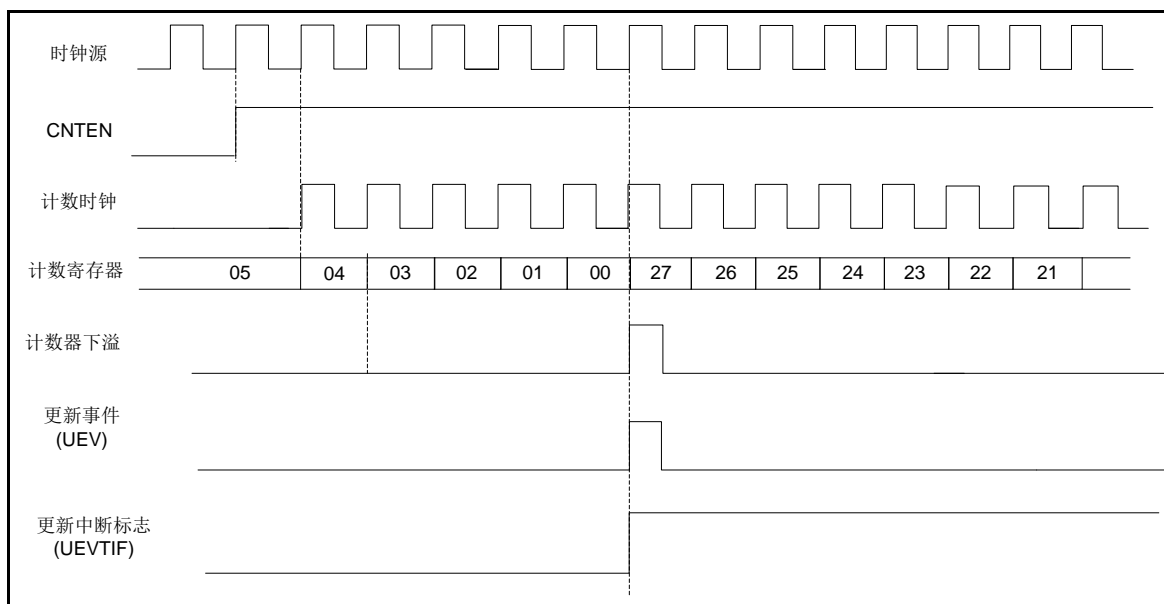 时钟源
CNTEN
计数时钟
计数寄存器 05 04 03 02 01 00 27 26 25 24 23 22 21
计数器下溢
更新事件
(UEV)
更新中断标志
(UEVTIF)